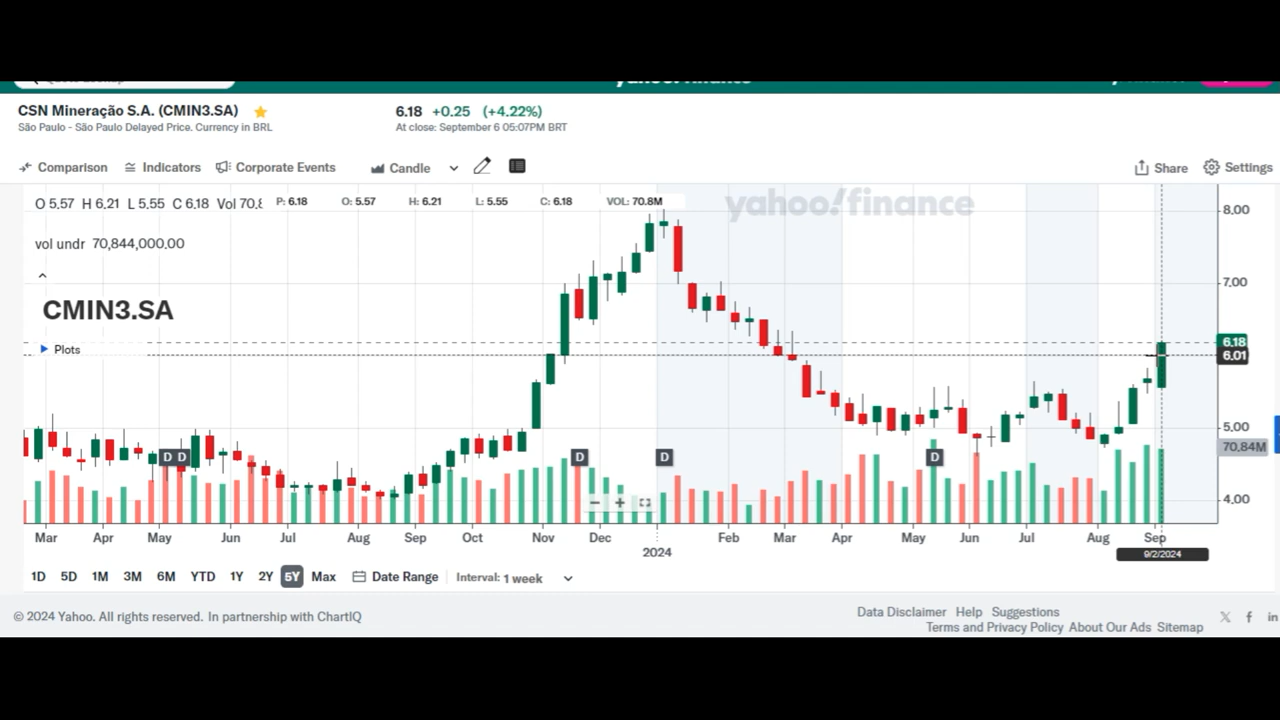 yahoo!finance
CSN Mineração S.A. (CMIN3.SA) 6.18 +0.25 (+4.22%)
São Paulo - São Paulo Delayed Price. Currency in BRL At close: September 6 05:07PM BRT
Comparison Indicators Corporate Events Candle Share Settings
O 5,57 H 6,21 L 5,55 C 6,18 Vol 70,8 P: 6.18 O: 5.57 H: 6.21 L: 5.55 C: 6.18 VOL: 70.8M yahoo!finance 8.00
vol undr 70,844,000.00
7.00
CMIN3.SA
6.18
Plots 6.01
5.00
70,84M
D D D D D
4,00
Mar Apr May Jun Jul Aug Sep Oct Nov Dec Feb Mar Apr May Jun Jul Aug Sep
2024 9/2/2024
1D 5D 1M 3M 6M YTD 1Y 2Y 5Y Max Date Range Interval: 1 week
© 2024 Yahoo. All rights reserved. In partnership with ChartIQ Data Disclaimer Help Suggestions
Terms and Privacy Policy About Our Ads Sitemap